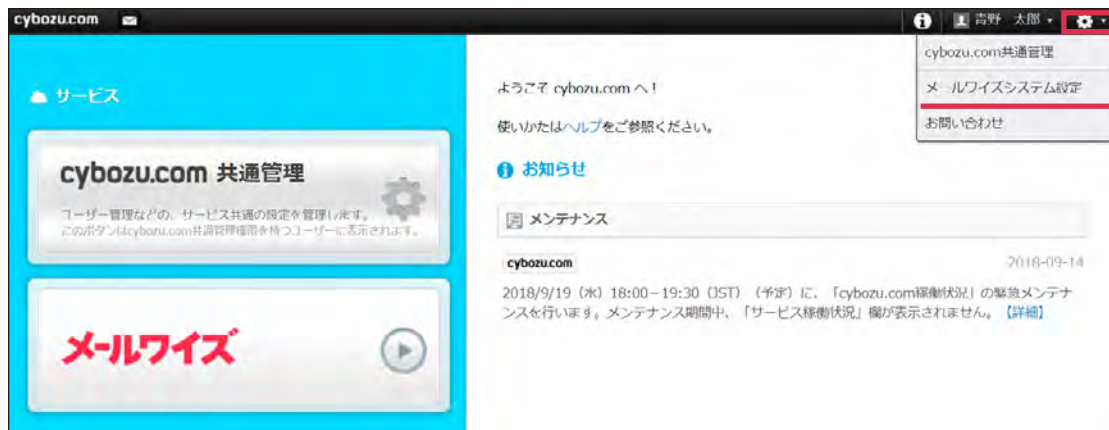 cybozu.com
青野 太郎
cybozu.com共通管理
メールワイズシステム設定
お問い合わせ
サービス
cybozu.com 共通管理
ユーザー管理などの、サービス共通の設定を管理します。
このボタンはcybozu.com共通管理権限を持つユーザーに表示されます。
メールワイズ
ようこそ cybozu.com へ!
使いかたはヘルプをご参照ください。
お知らせ
メンテナンス
cybozu.com
2018-09-14
2018/9/19(水)18:00-19:30(JST)(予定)に、「cybozu.com稼働状況」の緊急メンテナ
ンスを行います。メンテナンス期間中、「サービス稼働状況」欄が表示されません。【詳細】